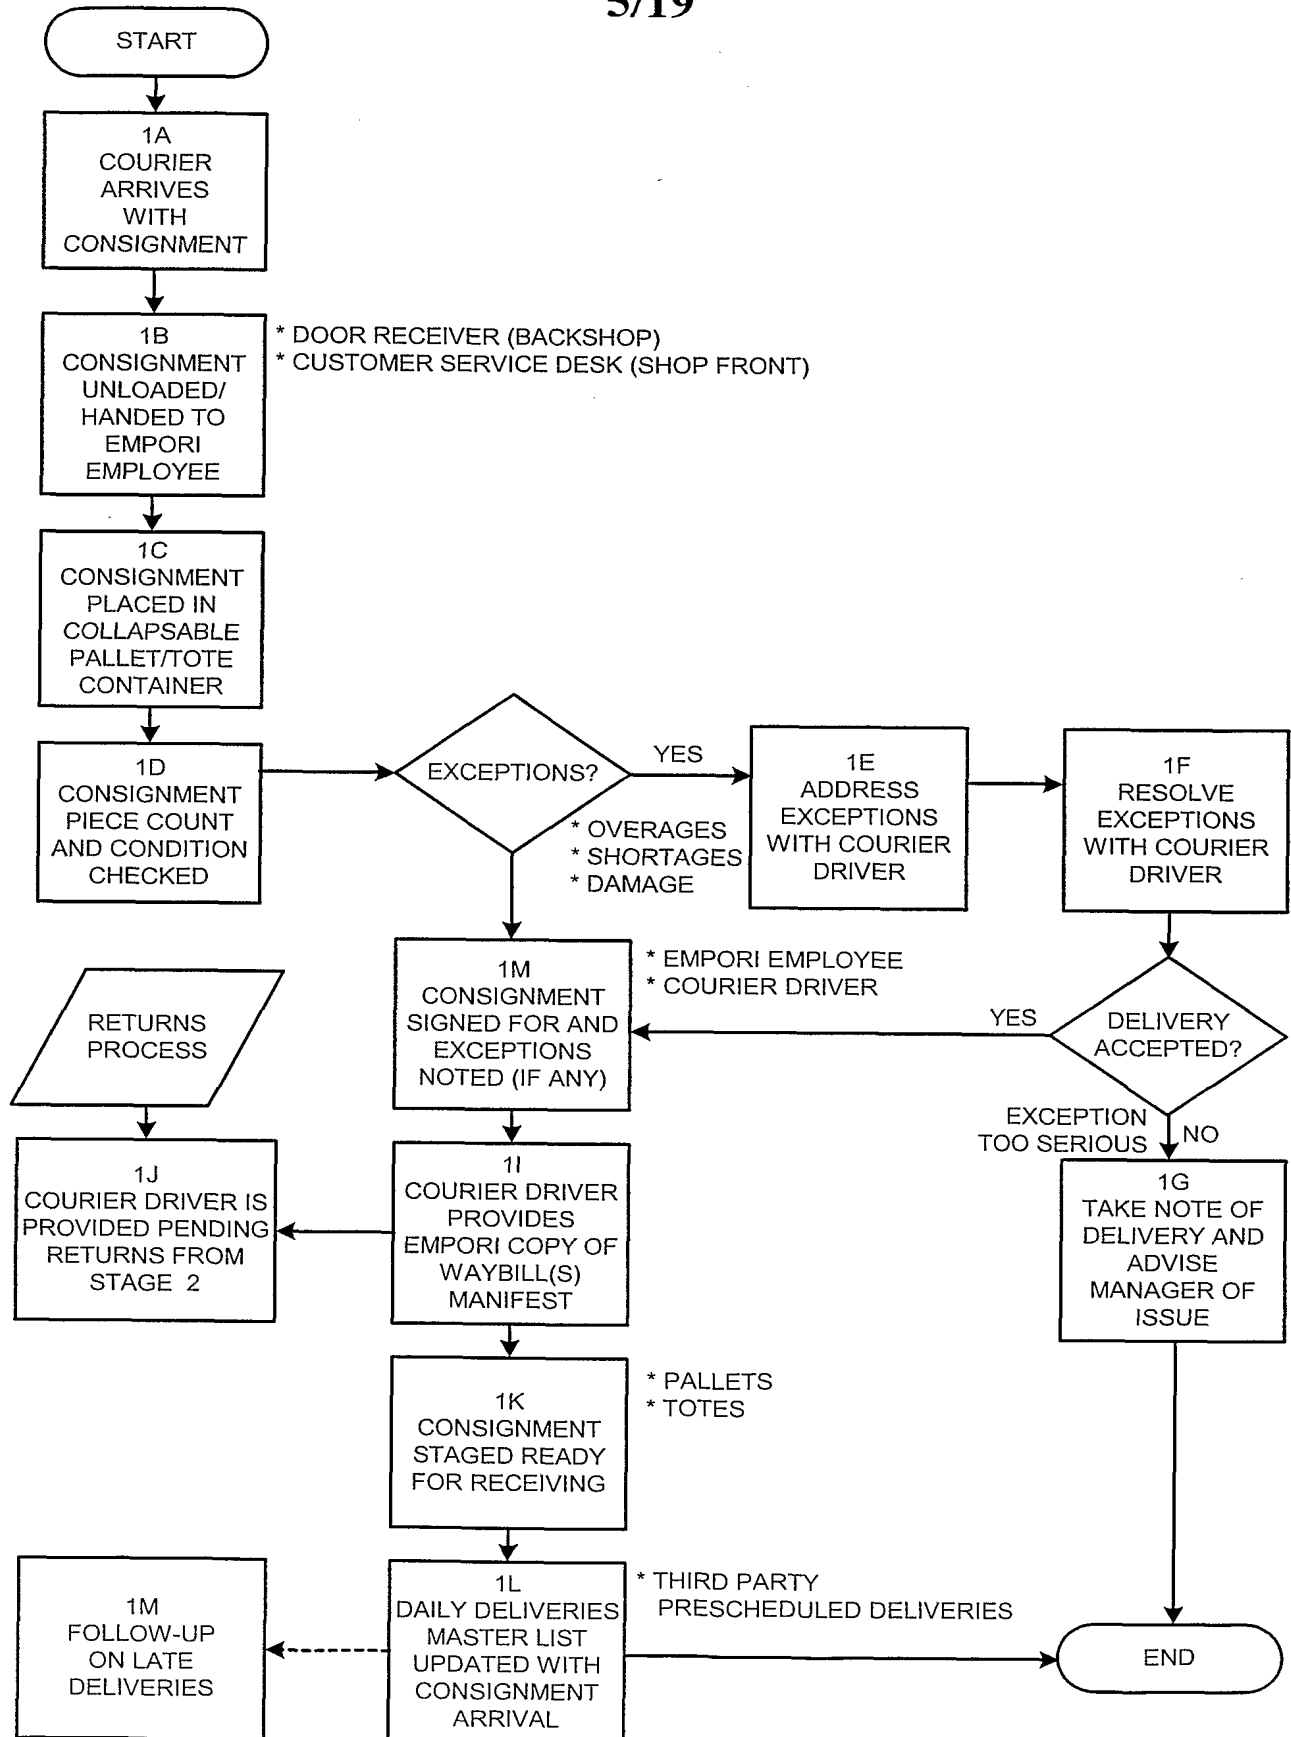 5/19
START
1A
COURIER
ARRIVES
WITH
CONSIGNMENT
1B
CONSIGNMENT
UNLOADED/
HANDED TO
EMPORI
EMPLOYEE
* DOOR RECEIVER (BACKSHOP)
* CUSTOMER SERVICE DESK (SHOP FRONT)
1C
CONSIGNMENT
PLACED IN
COLLAPSABLE
PALLET/TOTE
CONTAINER
1D
CONSIGNMENT
PIECE COUNT
AND CONDITION
CHECKED
EXCEPTIONS?
YES
* OVERAGES
* SHORTAGES
* DAMAGE
1E
ADDRESS
EXCEPTIONS
WITH COURIER
DRIVER
1F
RESOLVE
EXCEPTIONS
WITH COURIER
DRIVER
DELIVERY
ACCEPTED?
YES
EXCEPTION
TOO SERIOUS
NO
1G
TAKE NOTE OF
DELIVERY AND
ADVISE
MANAGER OF
ISSUE
1M
CONSIGNMENT
SIGNED FOR AND
EXCEPTIONS
NOTED (IF ANY)
* EMPORI EMPLOYEE
* COURIER DRIVER
RETURNS
PROCESS
1J
COURIER DRIVER IS
PROVIDED PENDING
RETURNS FROM
STAGE 2
1I
COURIER DRIVER
PROVIDES
EMPORI COPY OF
WAYBILL(S)
MANIFEST
1K
CONSIGNMENT
STAGED READY
FOR RECEIVING
* PALLETS
* TOTES
1L
DAILY DELIVERIES
MASTER LIST
UPDATED WITH
CONSIGNMENT
ARRIVAL
* THIRD PARTY
PRESCHEDULED DELIVERIES
1M
FOLLOW-UP
ON LATE
DELIVERIES
END